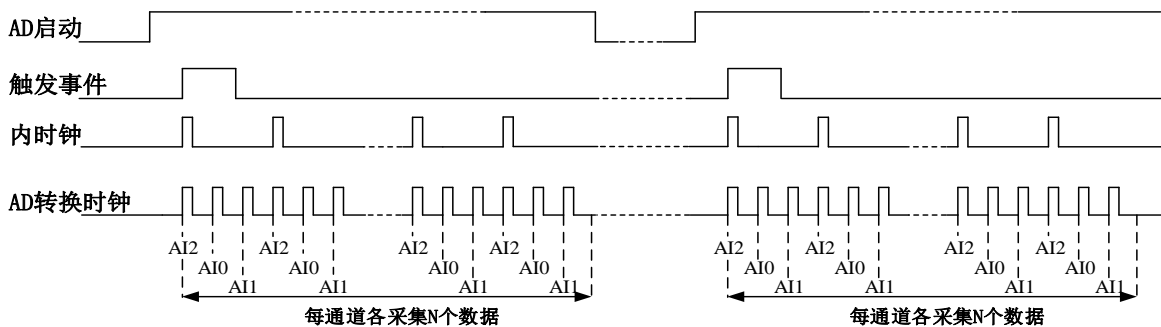 AD启动
触发事件
内时钟
AD转换时钟
AI2 AI2 AI2 AI2 AI2 AI2 AI2 AI2
AI0 AI0 AI0 AI0 AI0 AI0 AI0 AI0
AI1 AI1 AI1 AI1 AI1 AI1 AI1 AI1
每通道各采集N个数据 每通道各采集N个数据